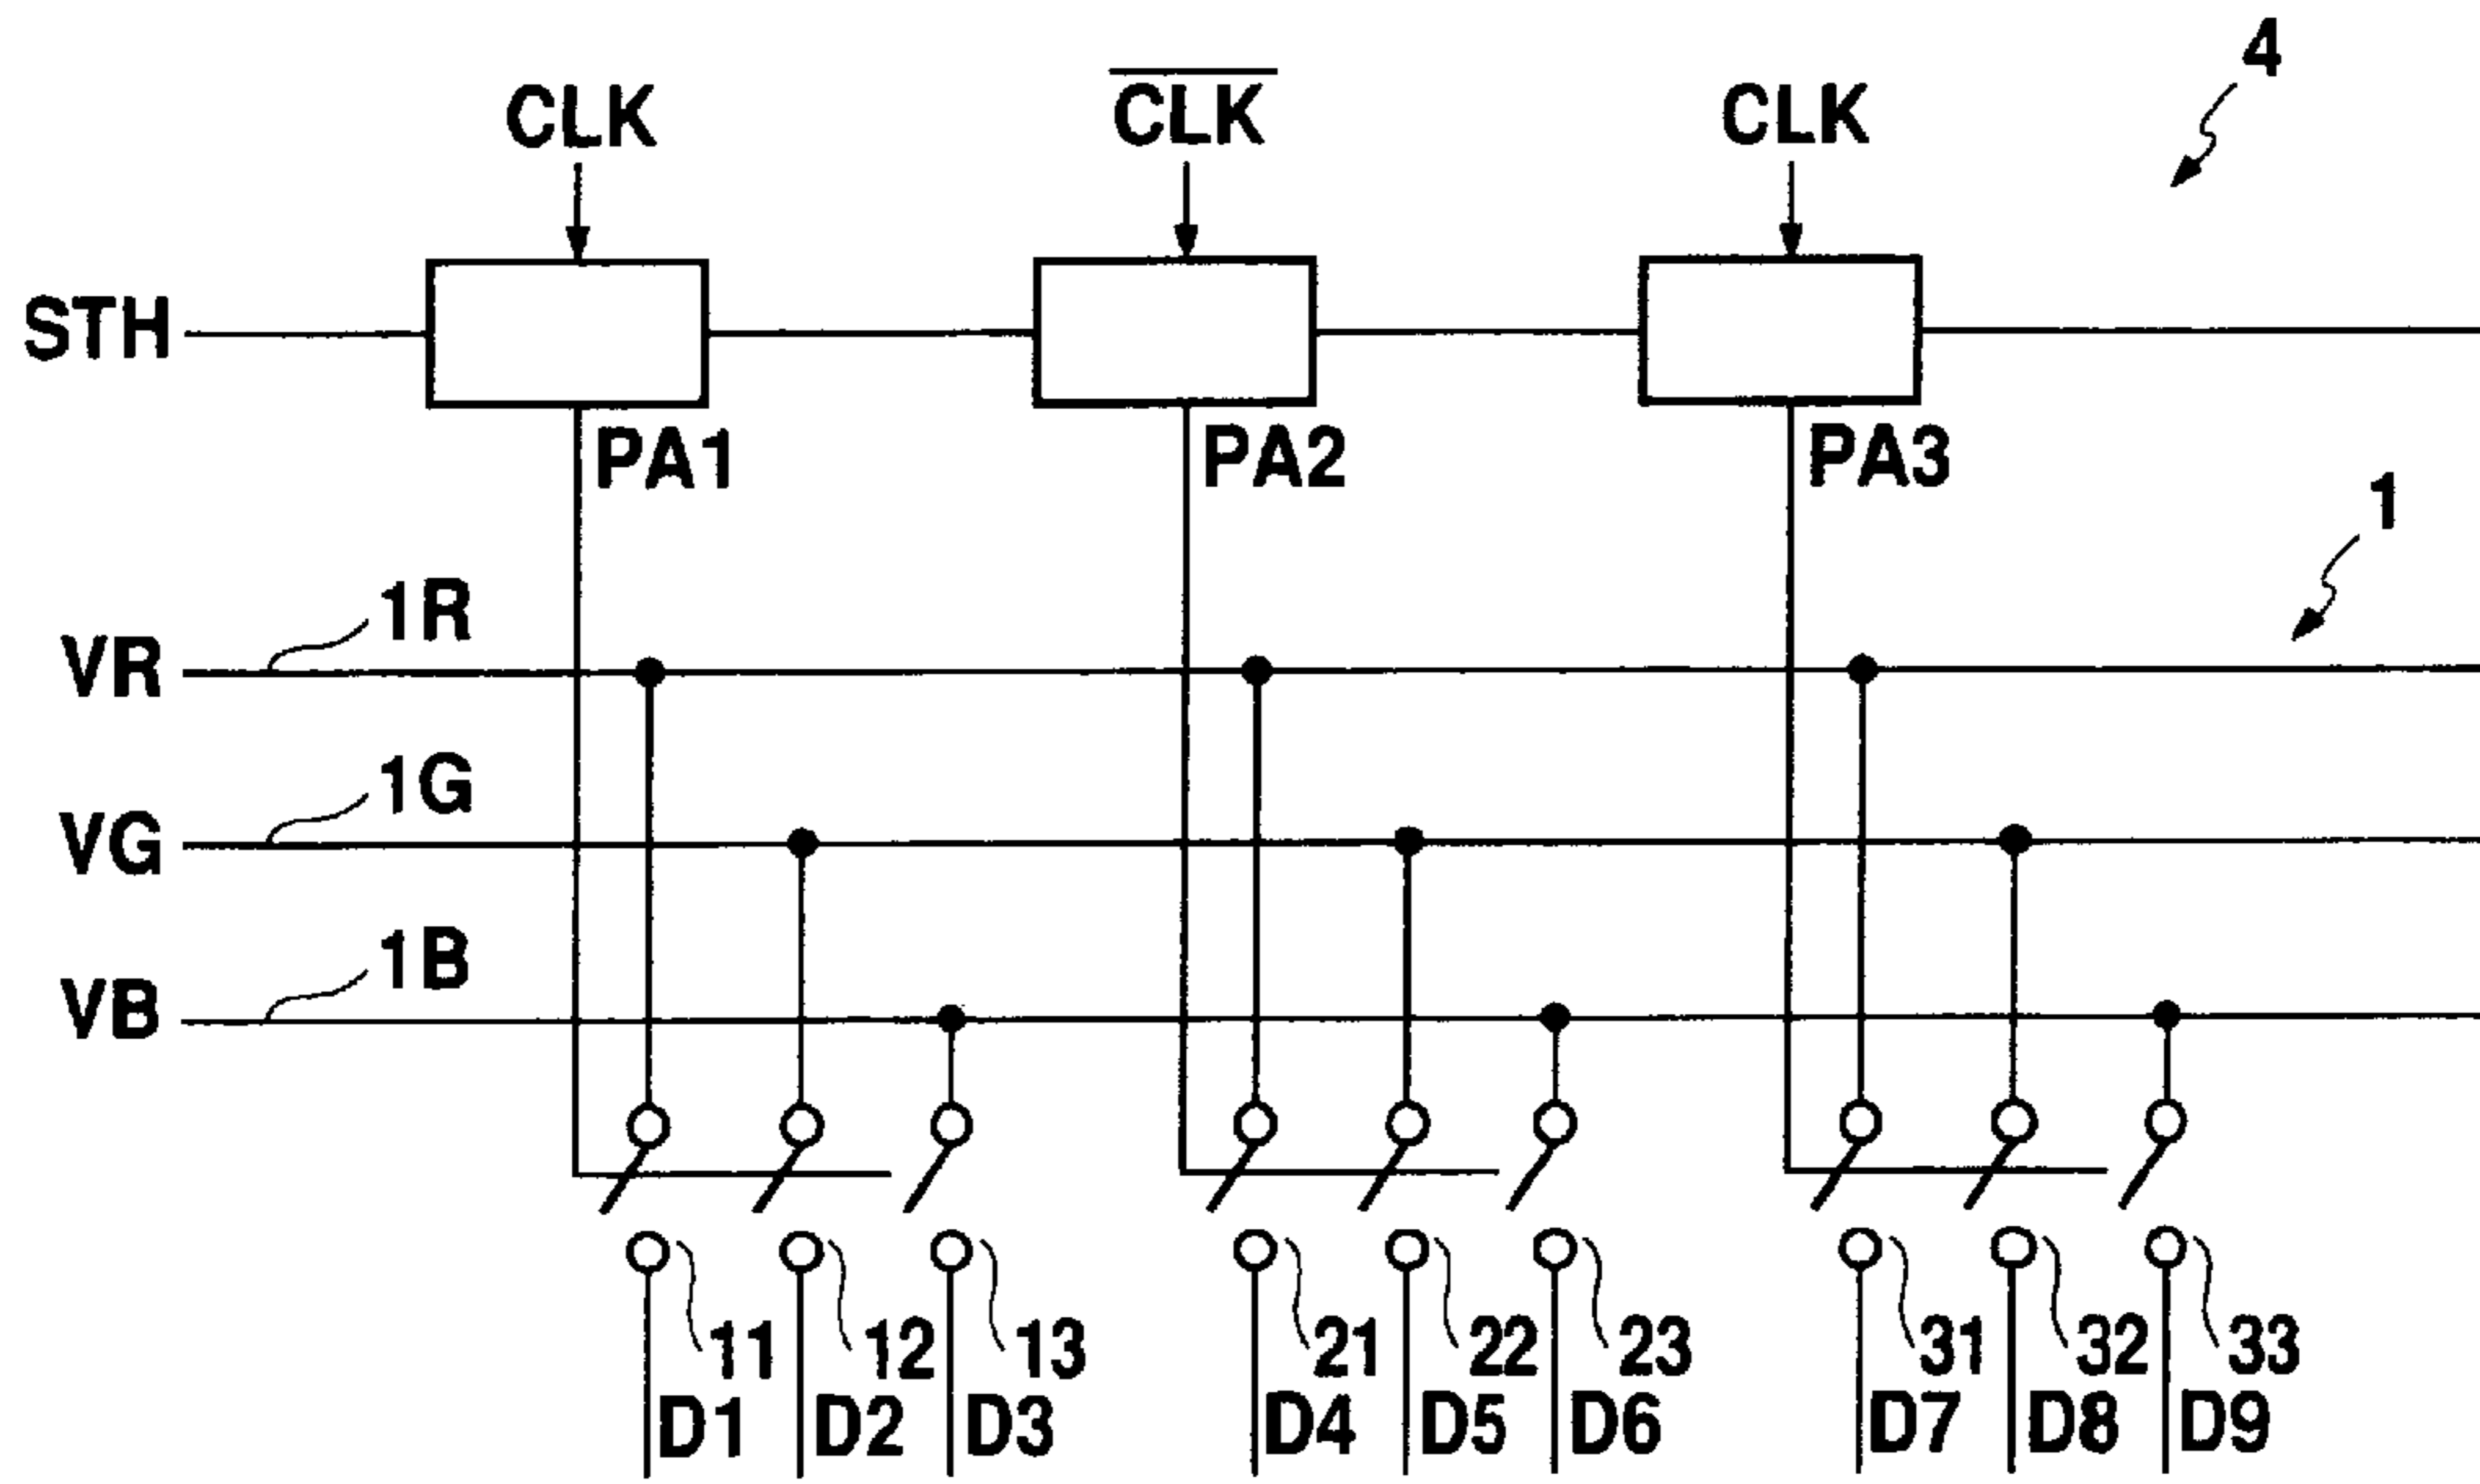 4
CLK C̅L̅K̅ CLK
STH
PA1 PA2 PA3
1
1R
VR
1G
VG
1B
VB
11 12 13 21 22 23 31 32 33
D1 D2 D3 D4 D5 D6 D7 D8 D9